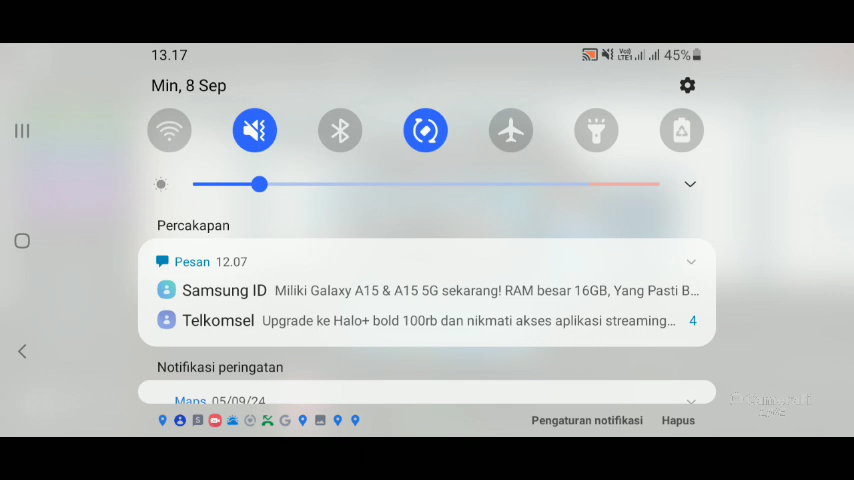 13.17
VoD LTE1 45%
Min, 8 Sep
Percakapan
Pesan 12.07
Samsung ID Miliki Galaxy A15 & A15 5G sekarang! RAM besar 16GB, Yang Pasti B...
Telkomsel Upgrade ke Halo+ bold 100rb dan nikmati akses aplikasi streaming... 4
Notifikasi peringatan
Maps 05/09/24
Pengaturan notifikasi Hapus